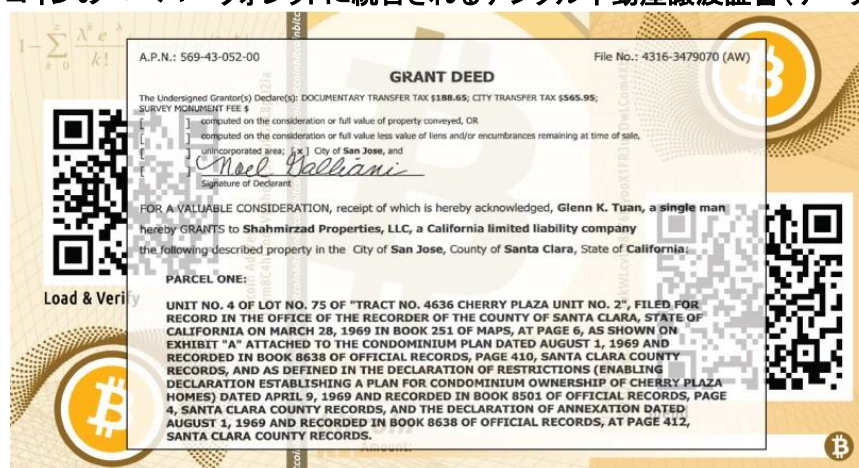 A.P.N.: 569-43-052-00 File No.: 4316-3479070 (AW)
GRANT DEED
The Undersigned Grantor(s) Declare(s): DOCUMENTARY TRANSFER TAX $188.65; CITY TRANSFER TAX $565.95;
SURVEY MONUMENT FEE $
[ ] computed on the consideration or full value of property conveyed, OR
[ ] computed on the consideration or full value less value of liens and/or encumbrances remaining at time of sale,
[ ] unincorporated area; [ x ] City of San Jose, and
[ ] Noel Galliani
Signature of Declarant
FOR A VALUABLE CONSIDERATION, receipt of which is hereby acknowledged, Glenn K. Tuan, a single man
hereby GRANTS to Shahmirzad Properties, LLC, a California limited liability company
the following described property in the City of San Jose, County of Santa Clara, State of California:
PARCEL ONE:
UNIT NO. 4 OF LOT NO. 75 OF "TRACT NO. 4636 CHERRY PLAZA UNIT NO. 2", FILED FOR
RECORD IN THE OFFICE OF THE RECORDER OF THE COUNTY OF SANTA CLARA, STATE OF
CALIFORNIA ON MARCH 28, 1969 IN BOOK 251 OF MAPS, AT PAGE 6, AS SHOWN ON
EXHIBIT "A" ATTACHED TO THE CONDOMINIUM PLAN DATED AUGUST 1, 1969 AND
RECORDED IN BOOK 8638 OF OFFICIAL RECORDS, PAGE 410, SANTA CLARA COUNTY
RECORDS, AND AS DEFINED IN THE DECLARATION OF RESTRICTIONS (ENABLING
DECLARATION ESTABLISHING A PLAN FOR CONDOMINIUM OWNERSHIP OF CHERRY PLAZA
HOMES) DATED APRIL 9, 1969 AND RECORDED IN BOOK 8501 OF OFFICIAL RECORDS, PAGE
4, SANTA CLARA COUNTY RECORDS, AND THE DECLARATION OF ANNEXATION DATED
AUGUST 1, 1969 AND RECORDED IN BOOK 8638 OF OFFICIAL RECORDS, AT PAGE 412,
SANTA CLARA COUNTY RECORDS.
Load & Verify
Amount: